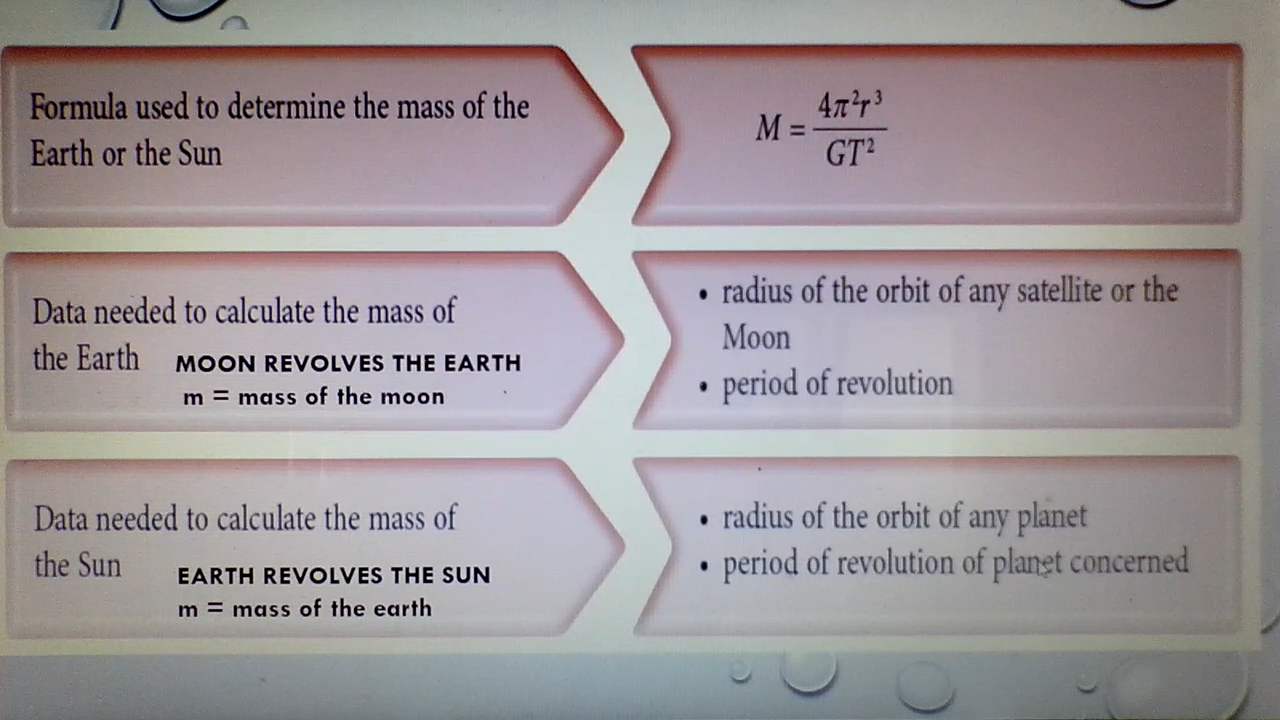 Formula used to determine the mass of the
Earth or the Sun
M = 4π²r³ / GT²
Data needed to calculate the mass of
the Earth
MOON REVOLVES THE EARTH
m = mass of the moon
• radius of the orbit of any satellite or the
Moon
• period of revolution
Data needed to calculate the mass of
the Sun
EARTH REVOLVES THE SUN
m = mass of the earth
• radius of the orbit of any planet
• period of revolution of planet concerned